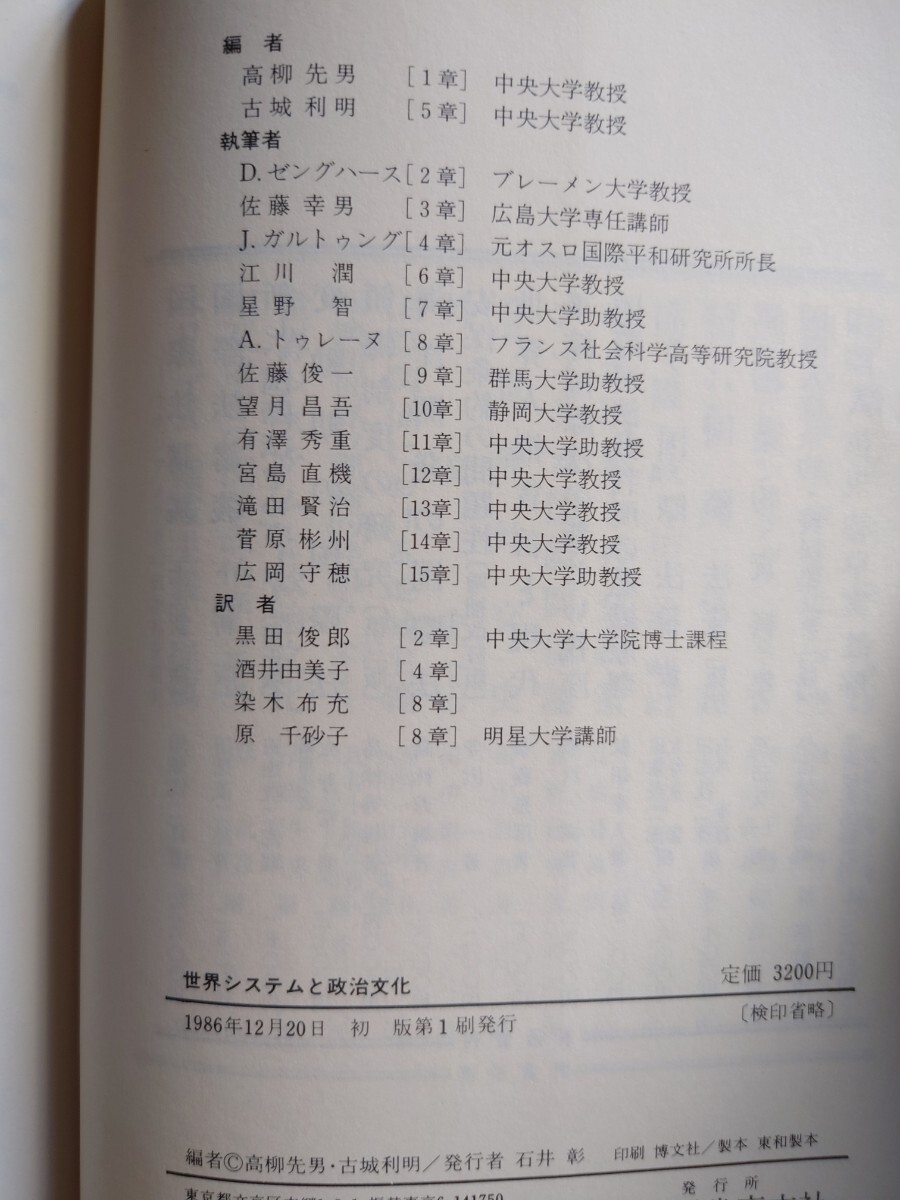 編者
高柳先男 [1章] 中央大学教授
古城利明 [5章] 中央大学教授
執筆者
D.ゼングハース [2章] ブレーメン大学教授
佐藤幸男 [3章] 広島大学専任講師
J.ガルトゥング [4章] 元オスロ国際平和研究所所長
江川潤 [6章] 中央大学教授
星野智 [7章] 中央大学助教授
A.トゥレーヌ [8章] フランス社会科学高等研究院教授
佐藤俊一 [9章] 群馬大学助教授
望月昌吾 [10章] 静岡大学教授
有澤秀重 [11章] 中央大学助教授
宮島直機 [12章] 中央大学教授
滝田賢治 [13章] 中央大学教授
菅原彬州 [14章] 中央大学教授
広岡守穂 [15章] 中央大学助教授
訳者
黒田俊郎 [2章] 中央大学大学院博士課程
酒井由美子 [4章]
染木布充 [8章]
原千砂子 [8章] 明星大学講師
世界システムと政治文化 定価 3200円
1986年12月20日 初 版第1刷発行 〔検印省略〕
編者©高柳先男・古城利明/発行者 石井 彰 印刷 博文社/製本 東和製本
発行所